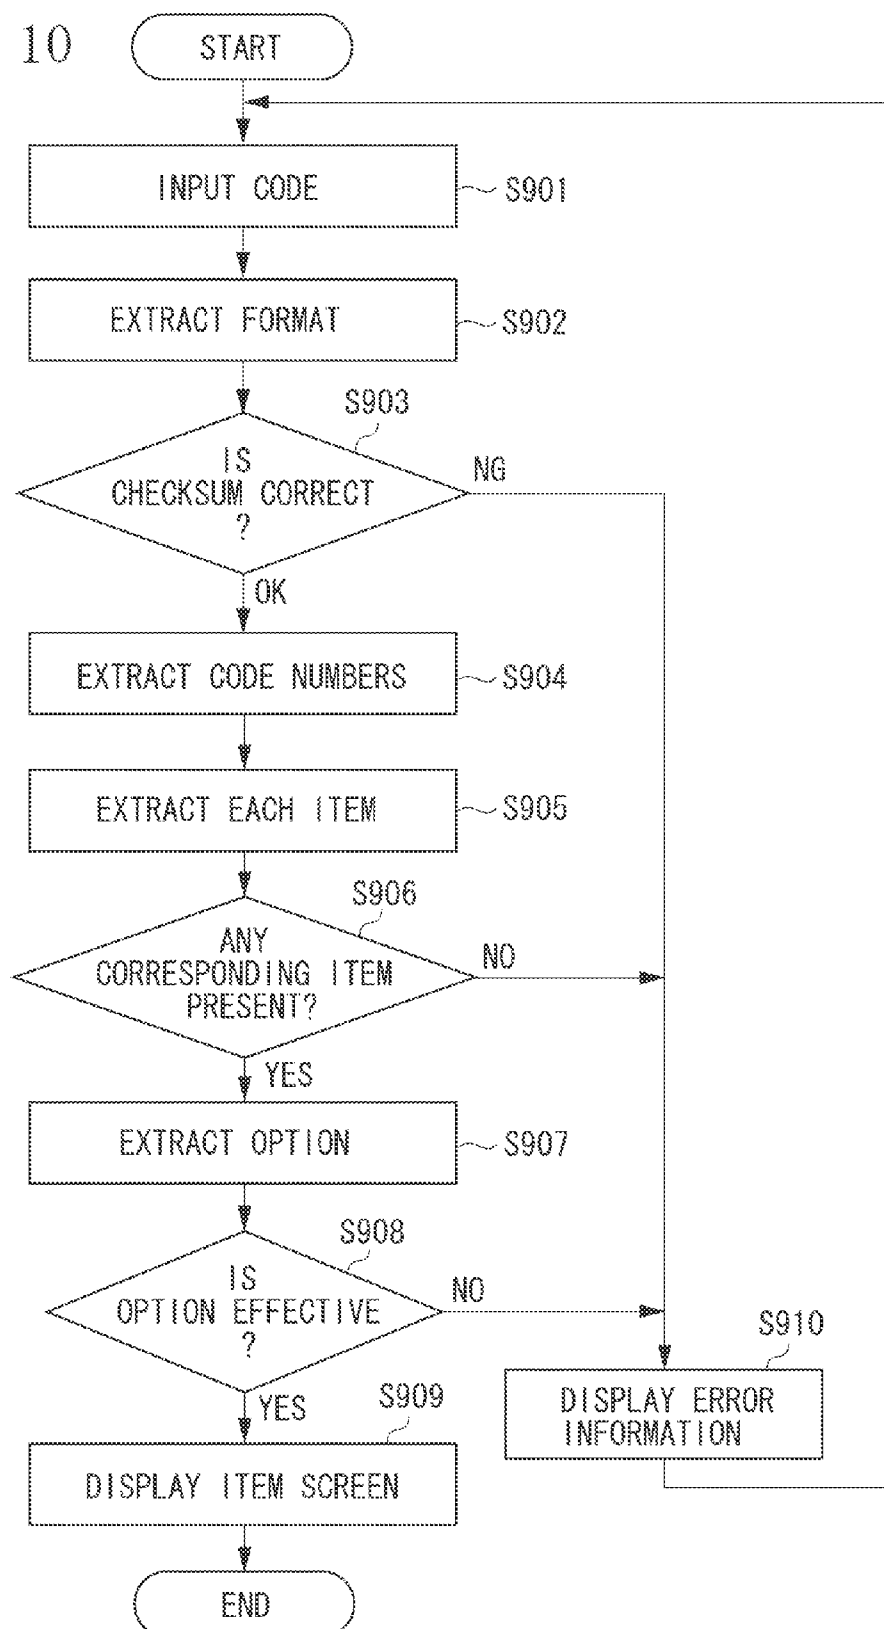 10
START
INPUT CODE
S901
EXTRACT FORMAT
S902
S903
IS
CHECKSUM CORRECT
?
NG
OK
EXTRACT CODE NUMBERS
S904
EXTRACT EACH ITEM
S905
S906
ANY
CORRESPONDING ITEM
PRESENT?
NO
YES
EXTRACT OPTION
S907
S908
IS
OPTION EFFECTIVE
?
NO
YES
S910
DISPLAY ERROR
INFORMATION
S909
DISPLAY ITEM SCREEN
END